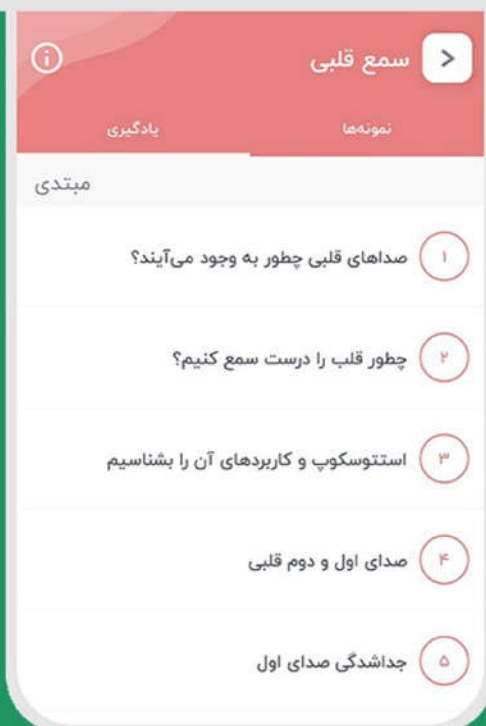 سمع قلبی
نمونه‌ها
یادگیری
مبتدی
۱ صداهای قلبی چطور به وجود می‌آیند؟
۲ چطور قلب را درست سمع کنیم؟
۳ استتوسکوپ و کاربردهای آن را بشناسیم
۴ صدای اول و دوم قلبی
۵ جداشدگی صدای اول